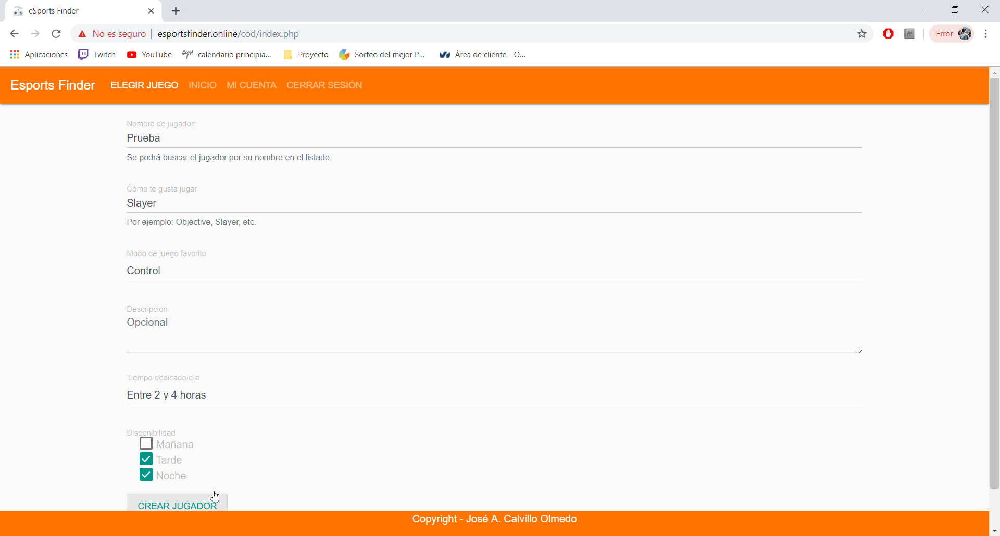 eSports Finder
No es seguro
esportsfinder.online/cod/index.php
Error
Aplicaciones
Twitch
YouTube
GYM calendario principia...
Proyecto
Sorteo del mejor P...
Área de cliente - O...
Esports Finder
ELEGIR JUEGO
INICIO
MI CUENTA
CERRAR SESIÓN
Nombre de jugador:
Prueba
Se podrá buscar el jugador por su nombre en el listado.
Cómo te gusta jugar
Slayer
Por ejemplo: Objective, Slayer, etc.
Modo de juego favorito
Control
Descripcion
Opcional
Tiempo dedicado/día
Entre 2 y 4 horas
Disponibilidad
Mañana
Tarde
Noche
CREAR JUGADOR
Copyright - José A. Calvillo Olmedo